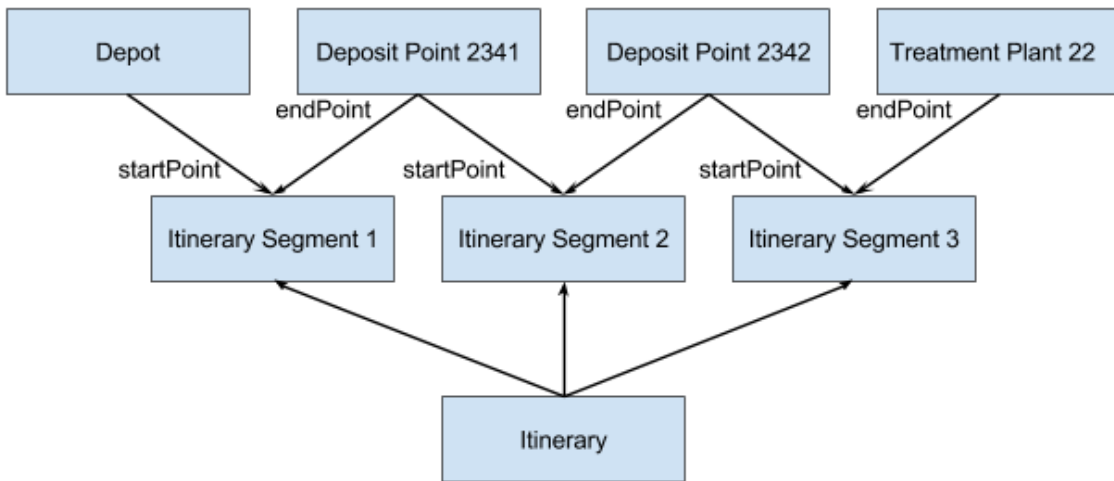 Depot
Deposit Point 2341
Deposit Point 2342
Treatment Plant 22
endPoint
endPoint
endPoint
startPoint
startPoint
startPoint
Itinerary Segment 1
Itinerary Segment 2
Itinerary Segment 3
Itinerary